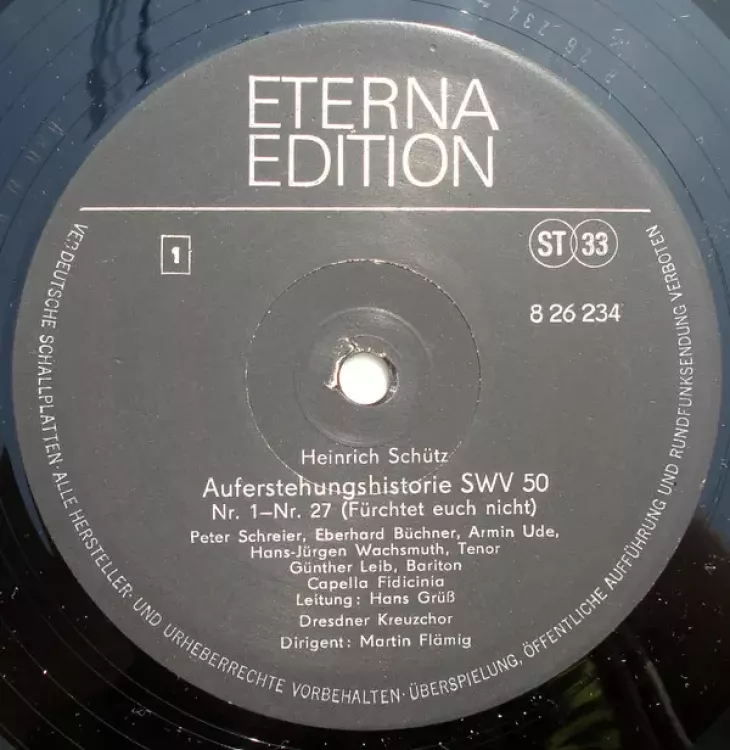 ETERNA
EDITION
1
ST 33
8 26 234
Heinrich Schütz
Auferstehungshistorie SWV 50
Nr. 1–Nr. 27 (Fürchtet euch nicht)
Peter Schreier, Eberhard Büchner, Armin Ude,
Hans-Jürgen Wachsmuth, Tenor
Günther Leib, Bariton
Capella Fidicinia
Leitung: Hans Grüß
Dresdner Kreuzchor
Dirigent: Martin Flämig
VEB DEUTSCHE SCHALLPLATTEN · ALLE HERSTELLER- UND URHEBERRECHTE VORBEHALTEN · ÜBERSPIELUNG, ÖFFENTLICHE AUFFÜHRUNG UND RUNDFUNKSENDUNG VERBOTEN